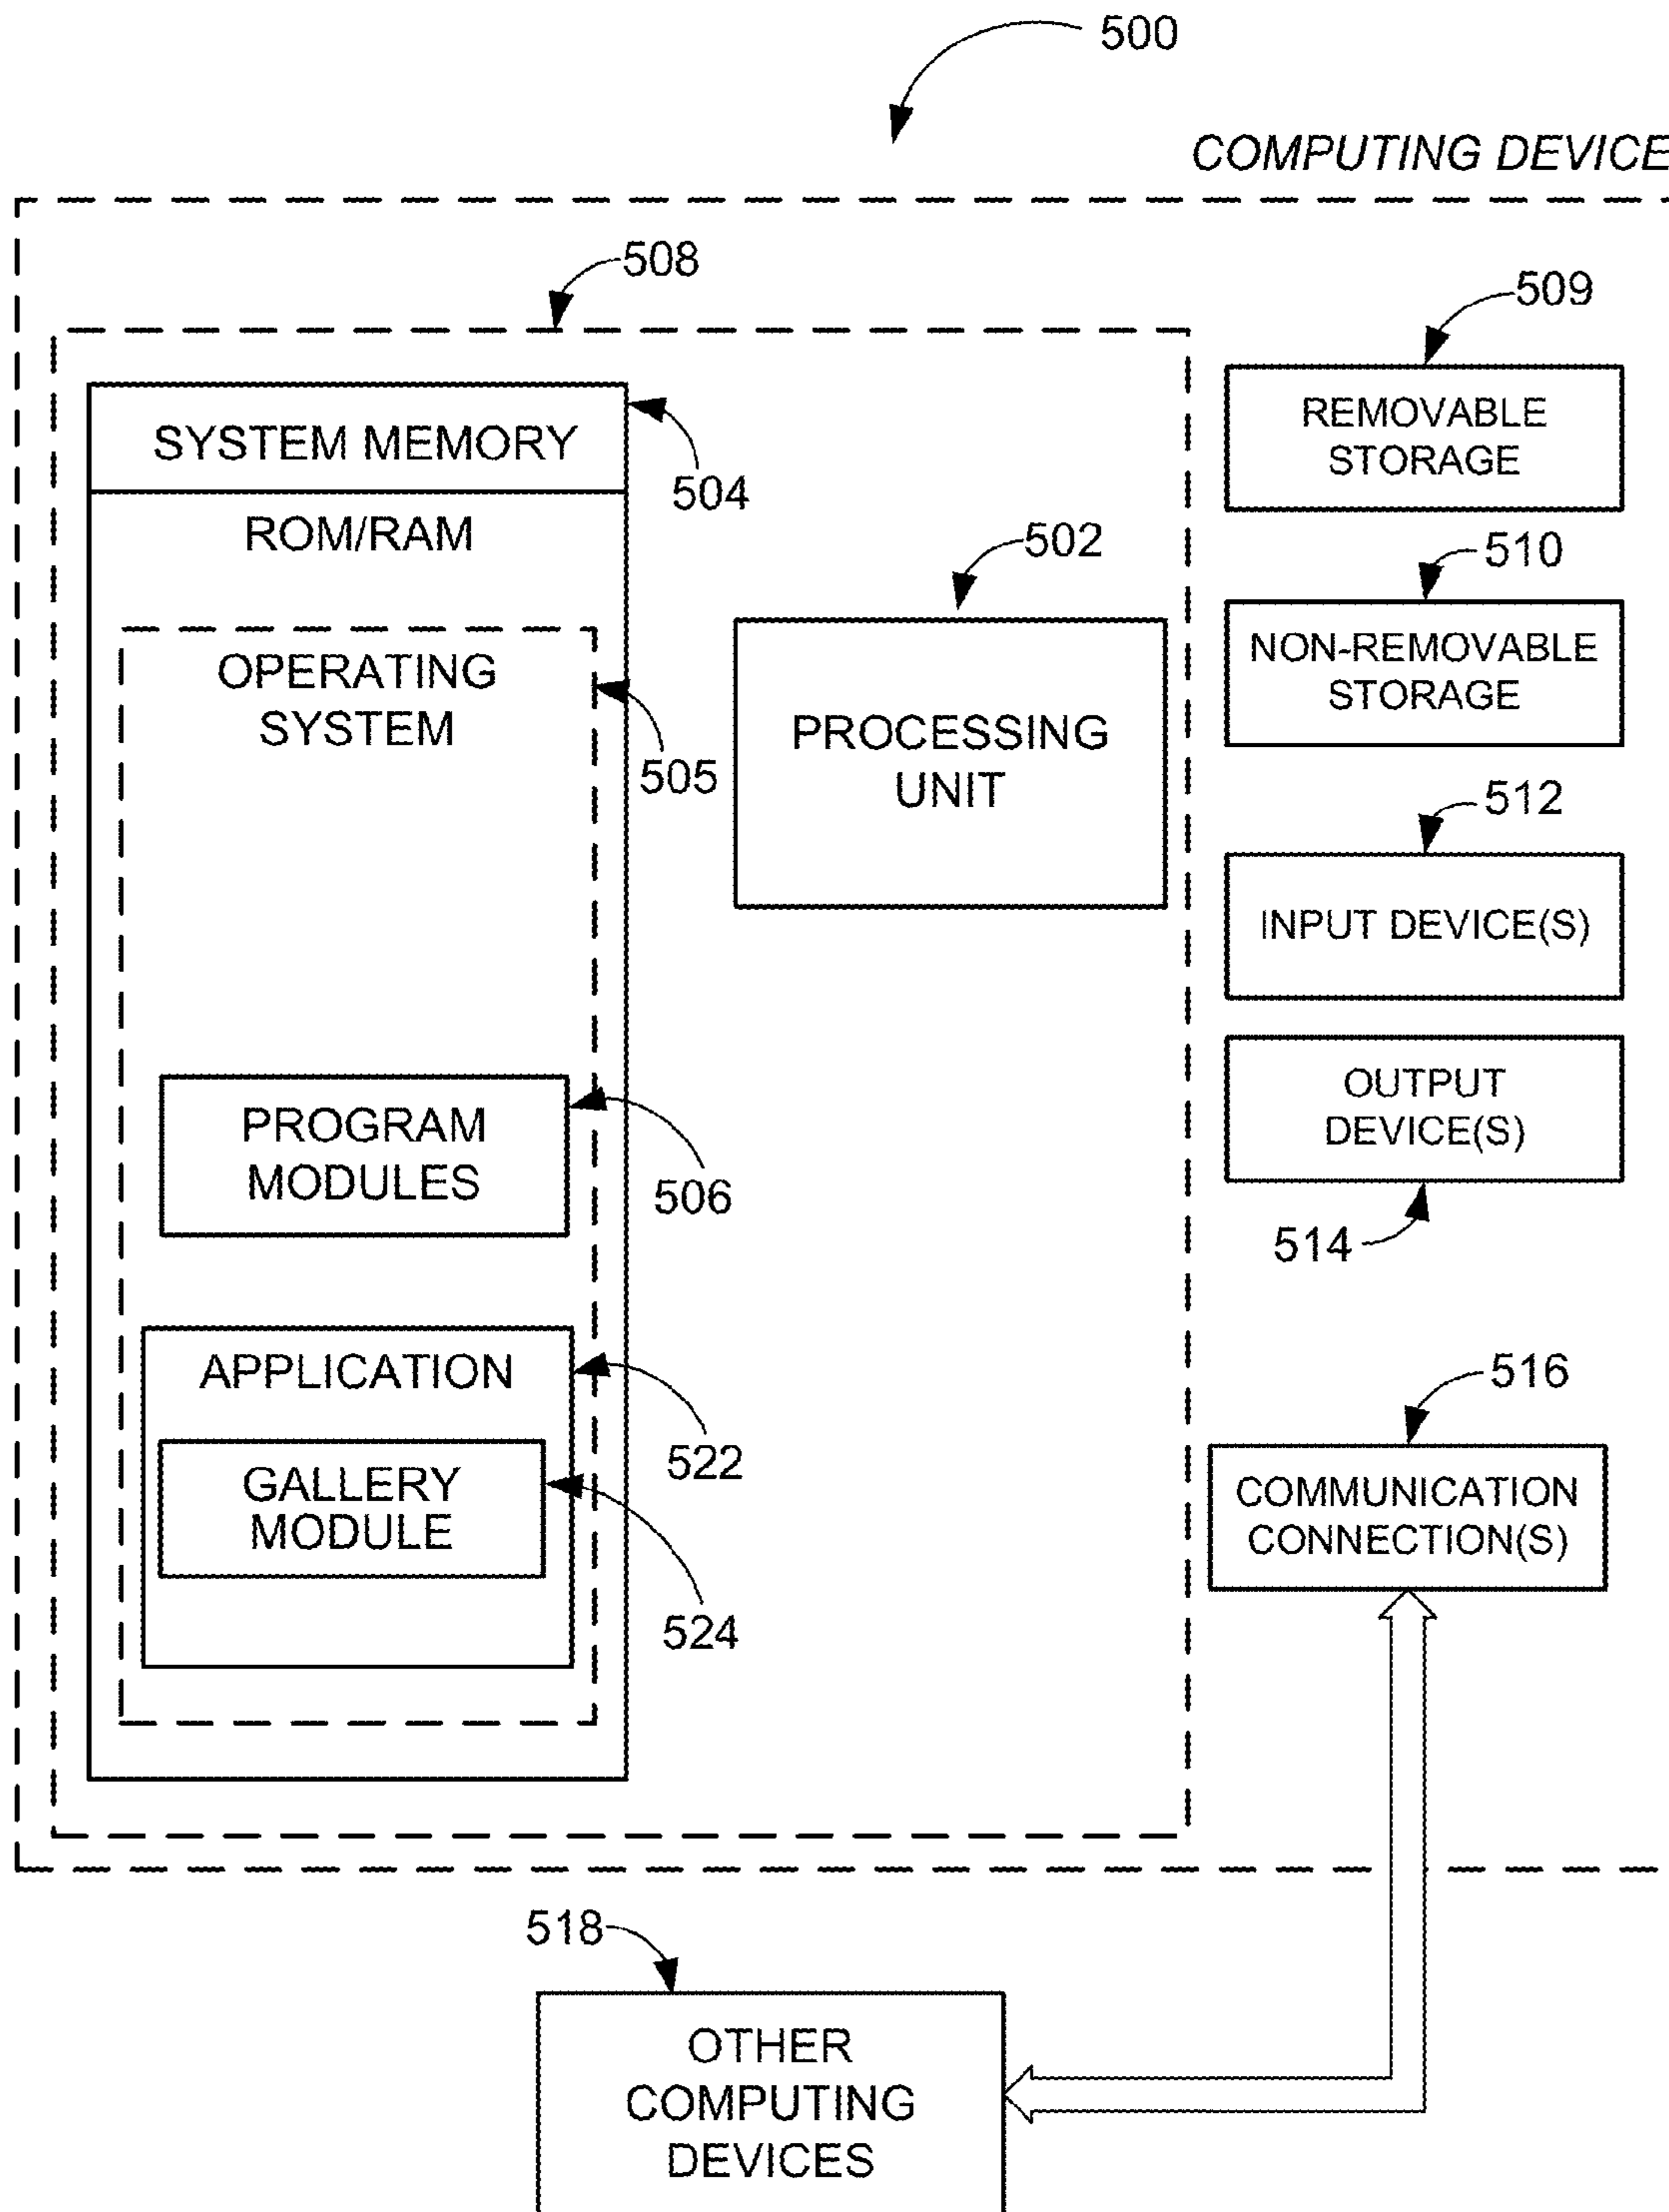 500
COMPUTING DEVICE
508
509
SYSTEM MEMORY
504
REMOVABLE
STORAGE
ROM/RAM
502
510
OPERATING
SYSTEM
505
PROCESSING
UNIT
NON-REMOVABLE
STORAGE
512
INPUT DEVICE(S)
PROGRAM
MODULES
506
OUTPUT
DEVICE(S)
514
APPLICATION
522
516
GALLERY
MODULE
524
COMMUNICATION
CONNECTION(S)
518
OTHER
COMPUTING
DEVICES